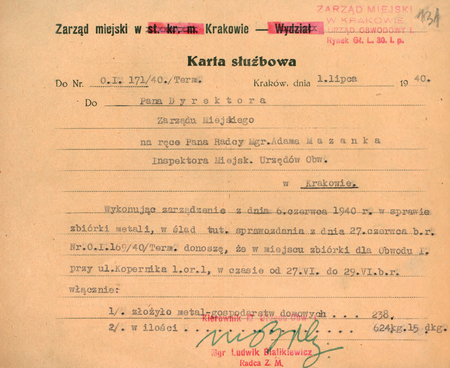 ZARZĄD MIEJSKI
W KRAKOWIE
URZĄD OBWODOWY I.
Rynek Gł. L. 30. I. p.
134
Zarząd miejski w st. kr. m. Krakowie — Wydział
Karta służbowa
Do Nr. O.I. 171/40./Term. Kraków, dnia 1.lipca 19 40.
Do Pana Dyrektora
Zarządu Miejskiego
na ręce Pana Radcy Mgr.Adama Mazanka
Inspektora Miejsk. Urzędów Obw.
w Krakowie.
Wykonując zarządzenie z dnia 6.czerwca 1940 r. w sprawie
zbiórki metali, w ślad tut. sprawozdania z dnia 27.czerwca b.r.
Nr.O.I.169/40/Term. donoszę, że w miejscu zbiórki dla Obwodu I.
przy ul.Kopernika l.or.1, w czasie od 27.VI. do 29.VI.b.r.
włącznie:
1/. złożyło metal-gospodarstw domowych . . . 238,
Kierownik
2/. w ilości . . . 624kg.15 dkg.
Mgr Ludwik Bialikiewicz
Radca Z. M.